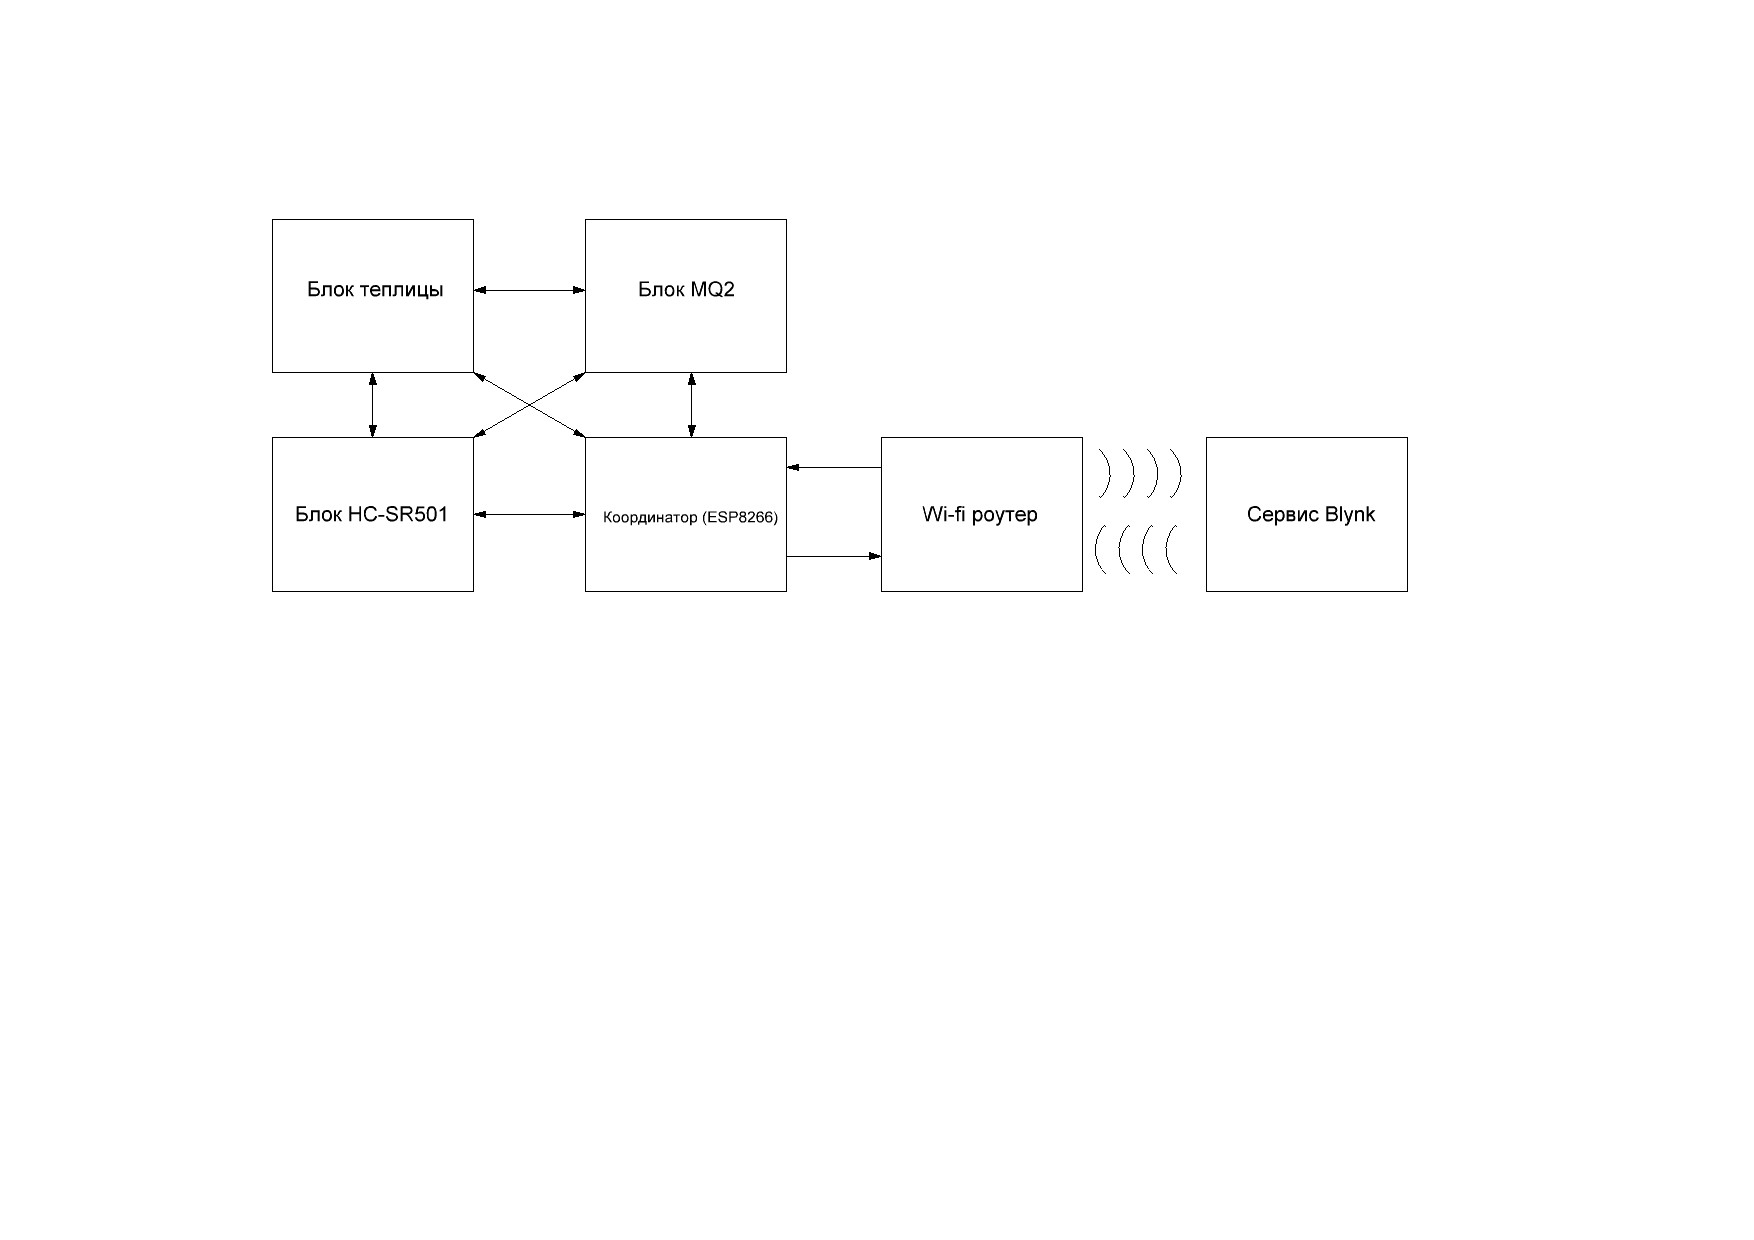 Блок теплицы
Блок MQ2
Блок HC-SR501
Координатор (ESP8266)
Wi-fi роутер
Сервис Blynk